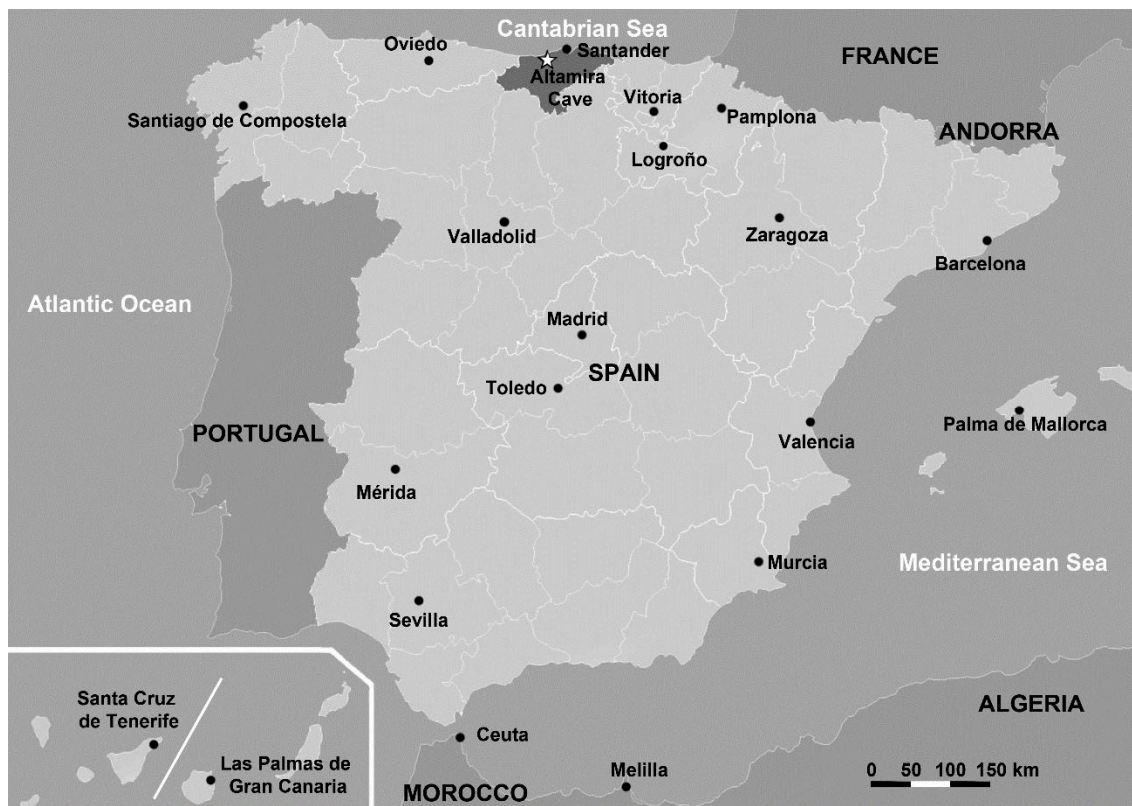 Cantabrian Sea
Oviedo
Santander
FRANCE
Altamira
Cave
Vitoria
Santiago de Compostela
Pamplona
ANDORRA
Logroño
Valladolid
Zaragoza
Barcelona
Atlantic Ocean
Madrid
SPAIN
Toledo
PORTUGAL
Valencia
Palma de Mallorca
Mérida
Murcia
Mediterranean Sea
Sevilla
Santa Cruz
de Tenerife
ALGERIA
Ceuta
Las Palmas de
Gran Canaria
Melilla
MOROCCO
0 50 100 150 km